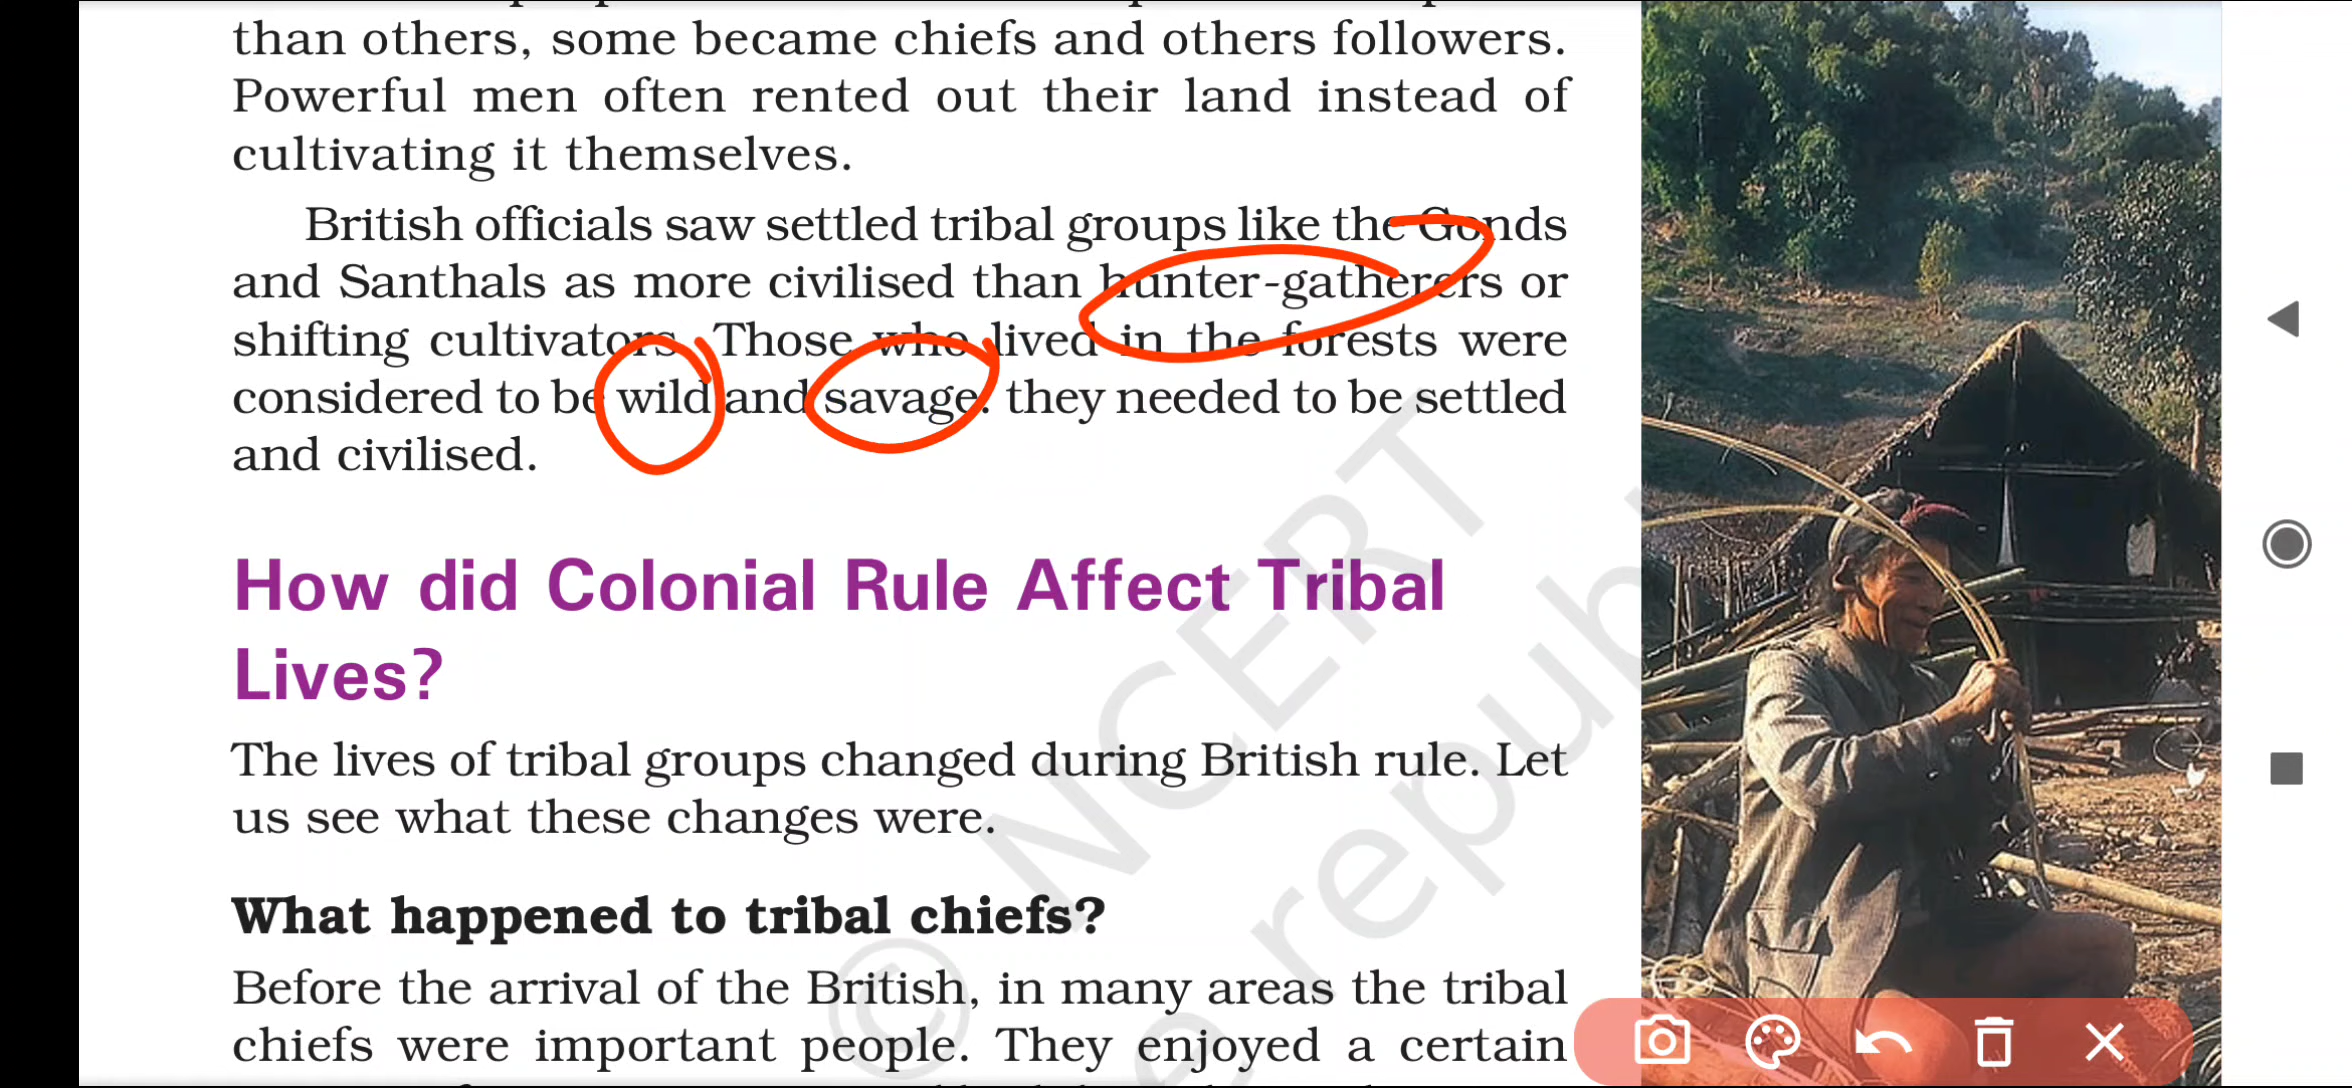 than others, some became chiefs and others followers.
Powerful men often rented out their land instead of
cultivating it themselves.
British officials saw settled tribal groups like the Gonds
and Santhals as more civilised than hunter-gatherers or
shifting cultivators. Those who lived in the forests were
considered to be wild and savage: they needed to be settled
and civilised.
How did Colonial Rule Affect Tribal
Lives?
The lives of tribal groups changed during British rule. Let
us see what these changes were.
What happened to tribal chiefs?
Before the arrival of the British, in many areas the tribal
chiefs were important people. They enjoyed a certain
© NCERT
e republ